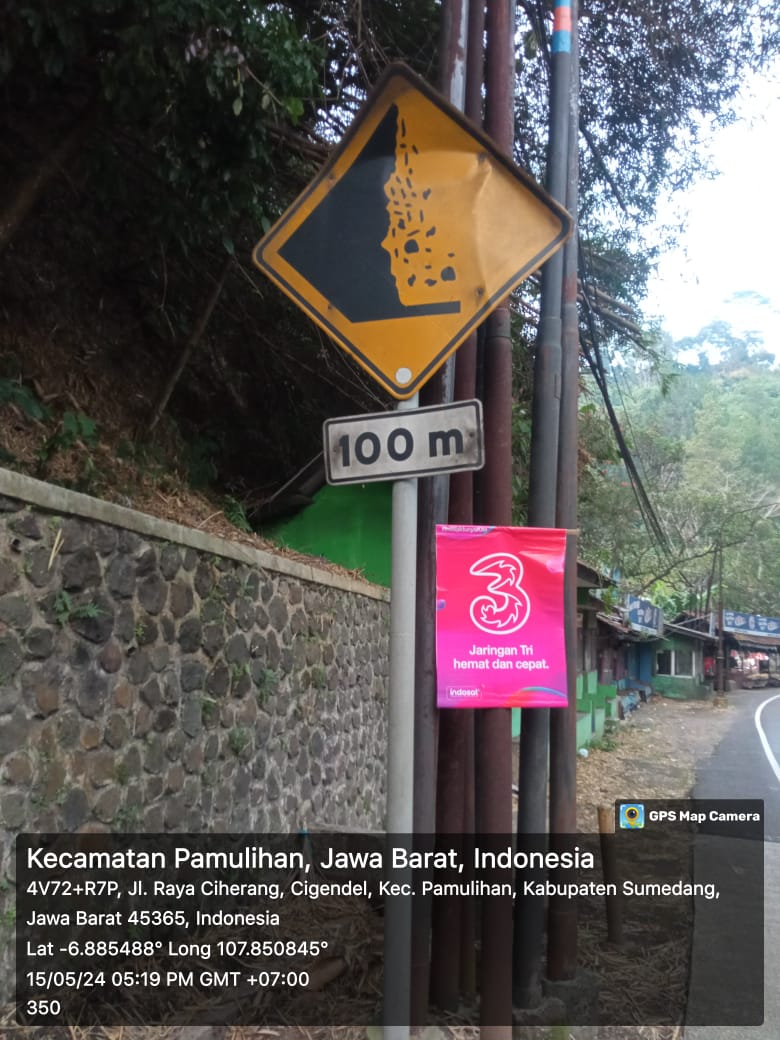 100 m
3
Jaringan Tri
hemat dan cepat.
indosat
GPS Map Camera
Kecamatan Pamulihan, Jawa Barat, Indonesia
4V72+R7P, Jl. Raya Ciherang, Cigendel, Kec. Pamulihan, Kabupaten Sumedang,
Jawa Barat 45365, Indonesia
Lat -6.885488° Long 107.850845°
15/05/24 05:19 PM GMT +07:00
350